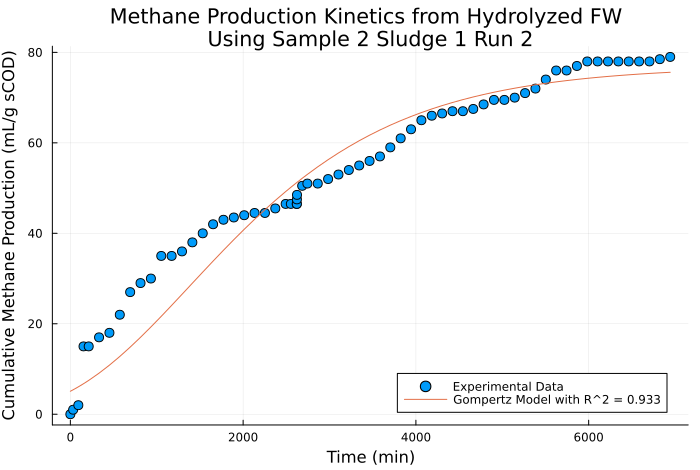 Methane Production Kinetics from Hydrolyzed FW
Using Sample 2 Sludge 1 Run 2
Cumulative Methane Production (mL/g sCOD)
80
60
40
20
0
0 2000 4000 6000
Time (min)
Experimental Data
Gompertz Model with R^2 = 0.933